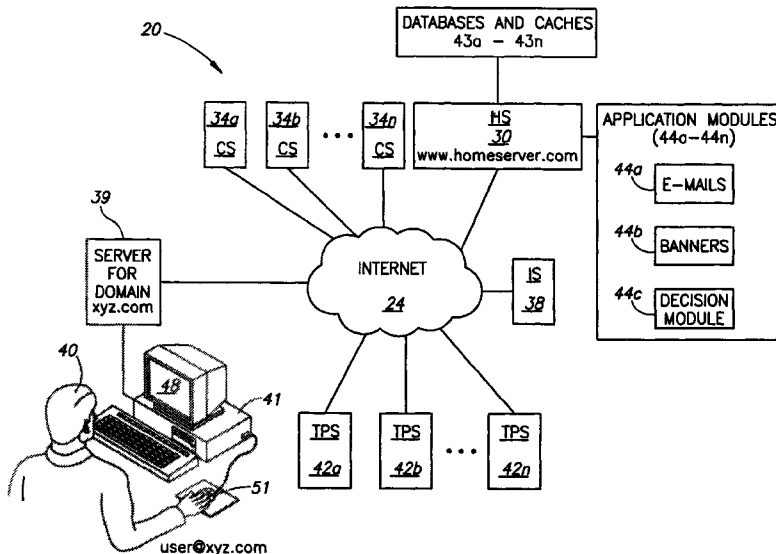 DATABASES AND CACHES
43a - 43n
20
34a
CS
34b
CS
34n
CS
HS
30
www.homeserver.com
APPLICATION MODULES
(44a-44n)
44a
E-MAILS
44b
BANNERS
44c
DECISION
MODULE
39
SERVER
FOR
DOMAIN
xyz.com
INTERNET
24
IS
38
40
48
41
TPS
42a
TPS
42b
TPS
42n
51
user@xyz.com